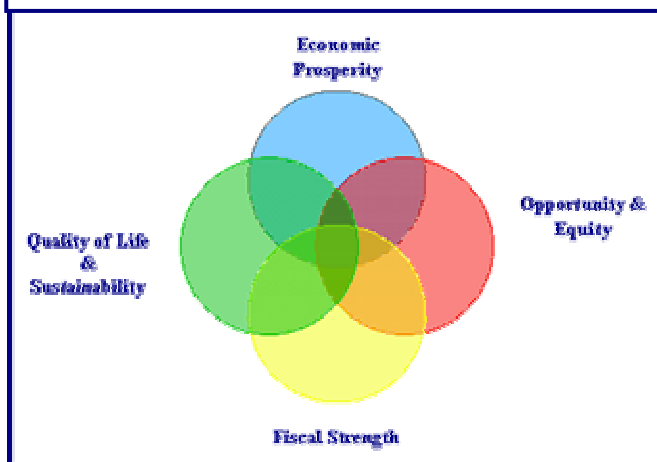 Economic
Prosperity
Opportunity &
Equity
Quality of Life
&
Sustainability
Fiscal Strength